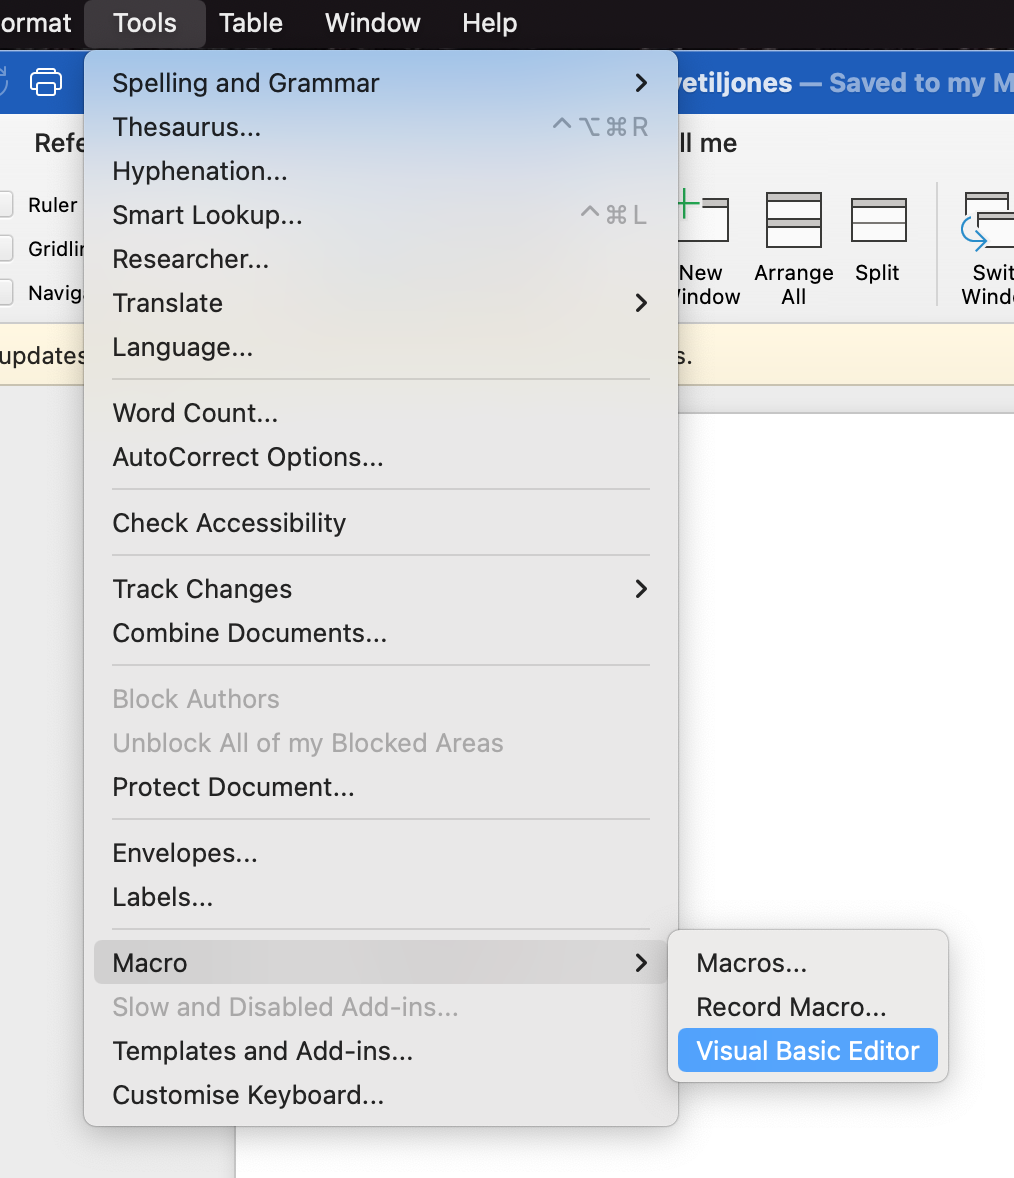 ormat Tools Table Window Help
vetiljones — Saved to my M
Refe
ll me
Ruler
Gridlin
Naviga
New
Window
Arrange
All
Split
Swit
Windo
updates
s.
Spelling and Grammar
Thesaurus... ^⌥⌘R
Hyphenation...
Smart Lookup... ^⌘L
Researcher...
Translate
Language...
Word Count...
AutoCorrect Options...
Check Accessibility
Track Changes
Combine Documents...
Block Authors
Unblock All of my Blocked Areas
Protect Document...
Envelopes...
Labels...
Macro
Slow and Disabled Add-ins...
Templates and Add-ins...
Customise Keyboard...
Macros...
Record Macro...
Visual Basic Editor